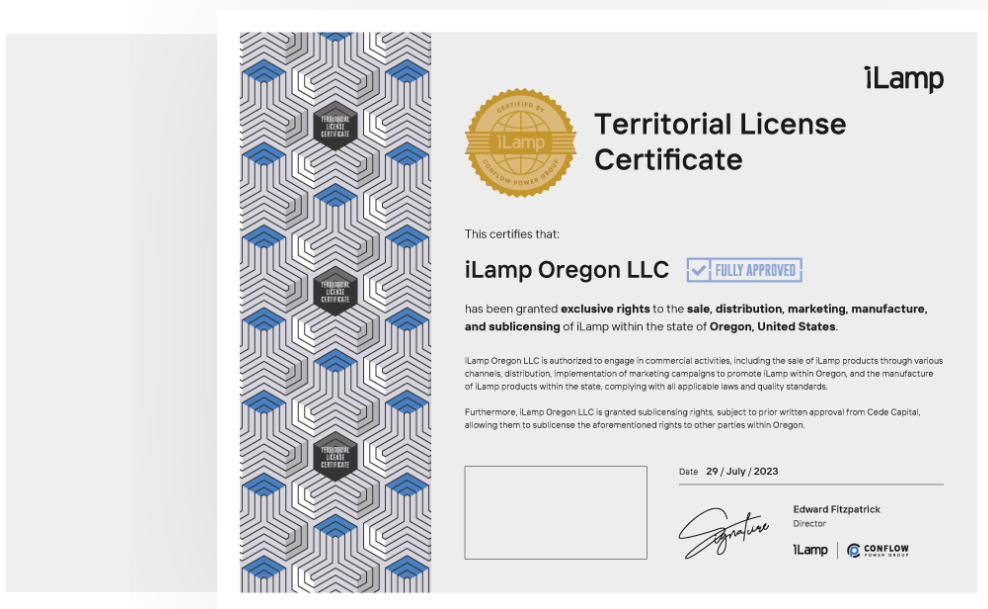 iLamp
CERTIFIED BY
iLamp
CONFLOW POWER GROUP
Territorial License
Certificate
TERRITORIAL
LICENSE
CERTIFICATE
This certifies that:
iLamp Oregon LLC
FULLY APPROVED
has been granted exclusive rights to the sale, distribution, marketing, manufacture,
and sublicensing of iLamp within the state of Oregon, United States.
TERRITORIAL
LICENSE
CERTIFICATE
iLamp Oregon LLC is authorized to engage in commercial activities, including the sale of iLamp products through various
channels, distribution, implementation of marketing campaigns to promote iLamp within Oregon, and the manufacture
of iLamp products within the state, complying with all applicable laws and quality standards.
Furthermore, iLamp Oregon LLC is granted sublicensing rights, subject to prior written approval from Cede Capital,
allowing them to sublicense the aforementioned rights to other parties within Oregon.
TERRITORIAL
LICENSE
CERTIFICATE
Date 29 / July / 2023
Signature
Edward Fitzpatrick
Director
iLamp
CONFLOW
POWER GROUP